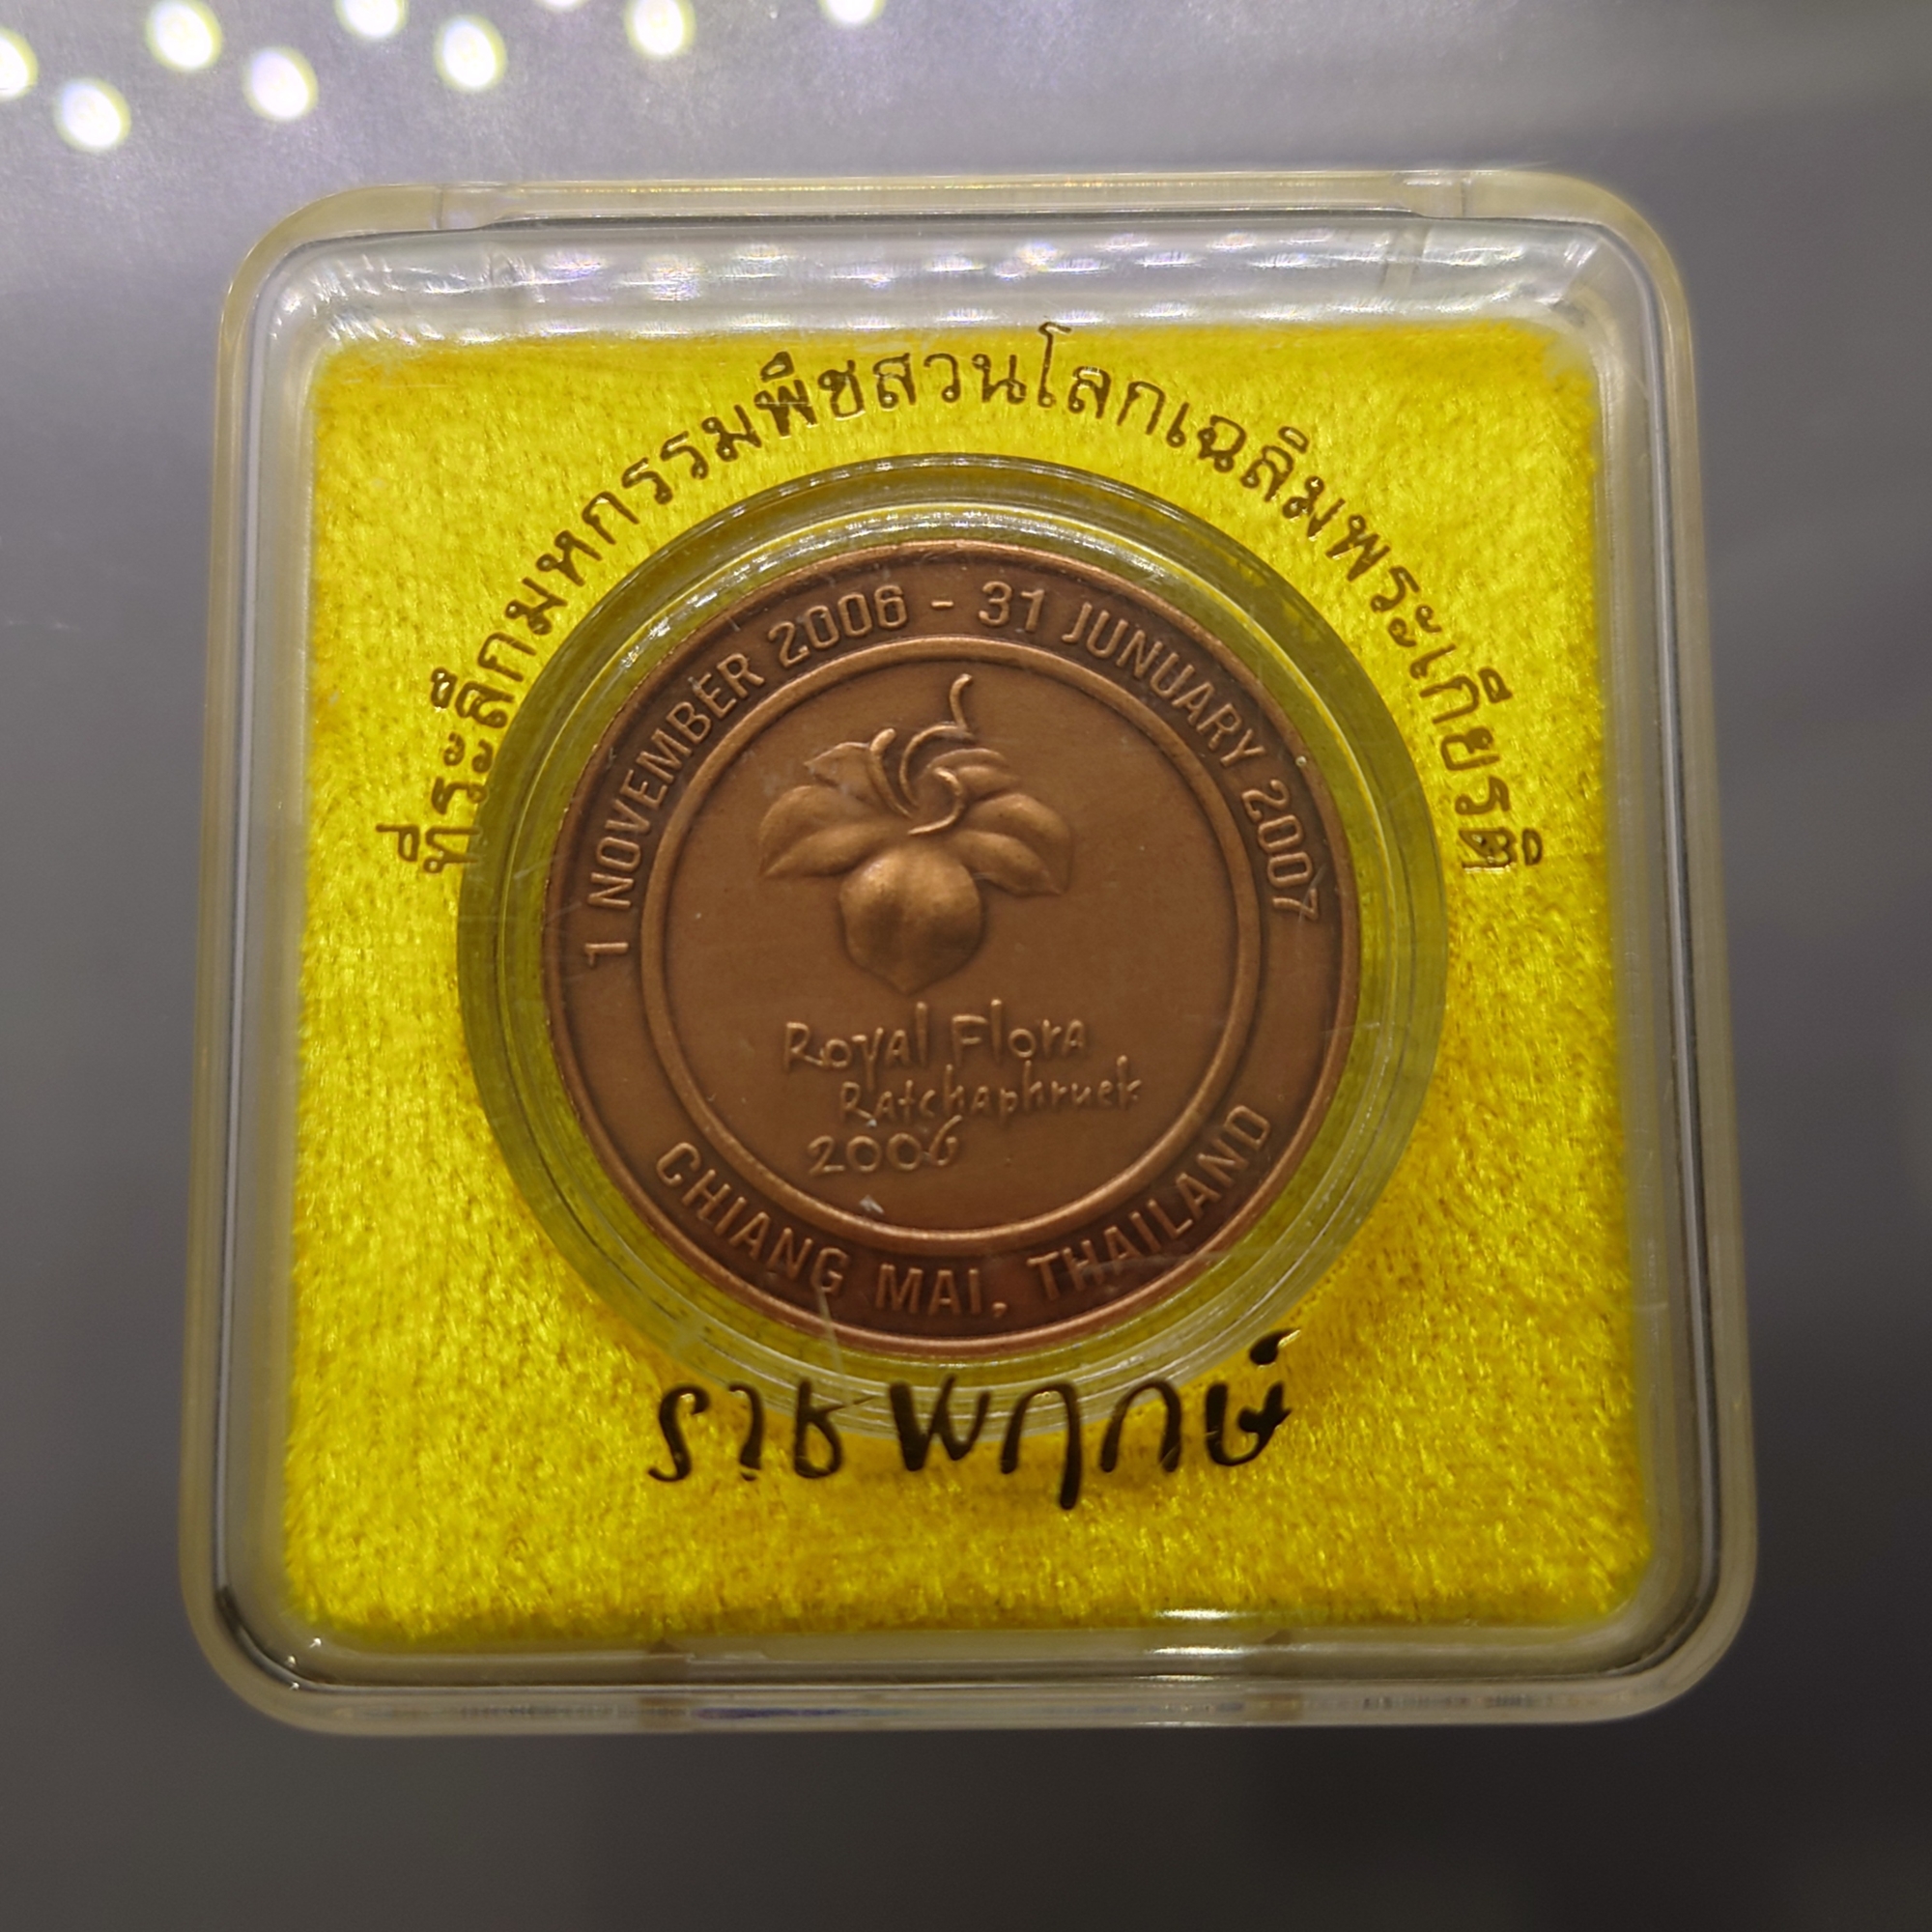 ที่ระลึกมหกรรมพืชสวนโลกเฉลิมพระเกียรติ
1 NOVEMBER 2006 - 31 JUNUARY 2007
Royal Flora
Ratchaphruek
2006
CHIANG MAI, THAILAND
ราชพฤกษ์